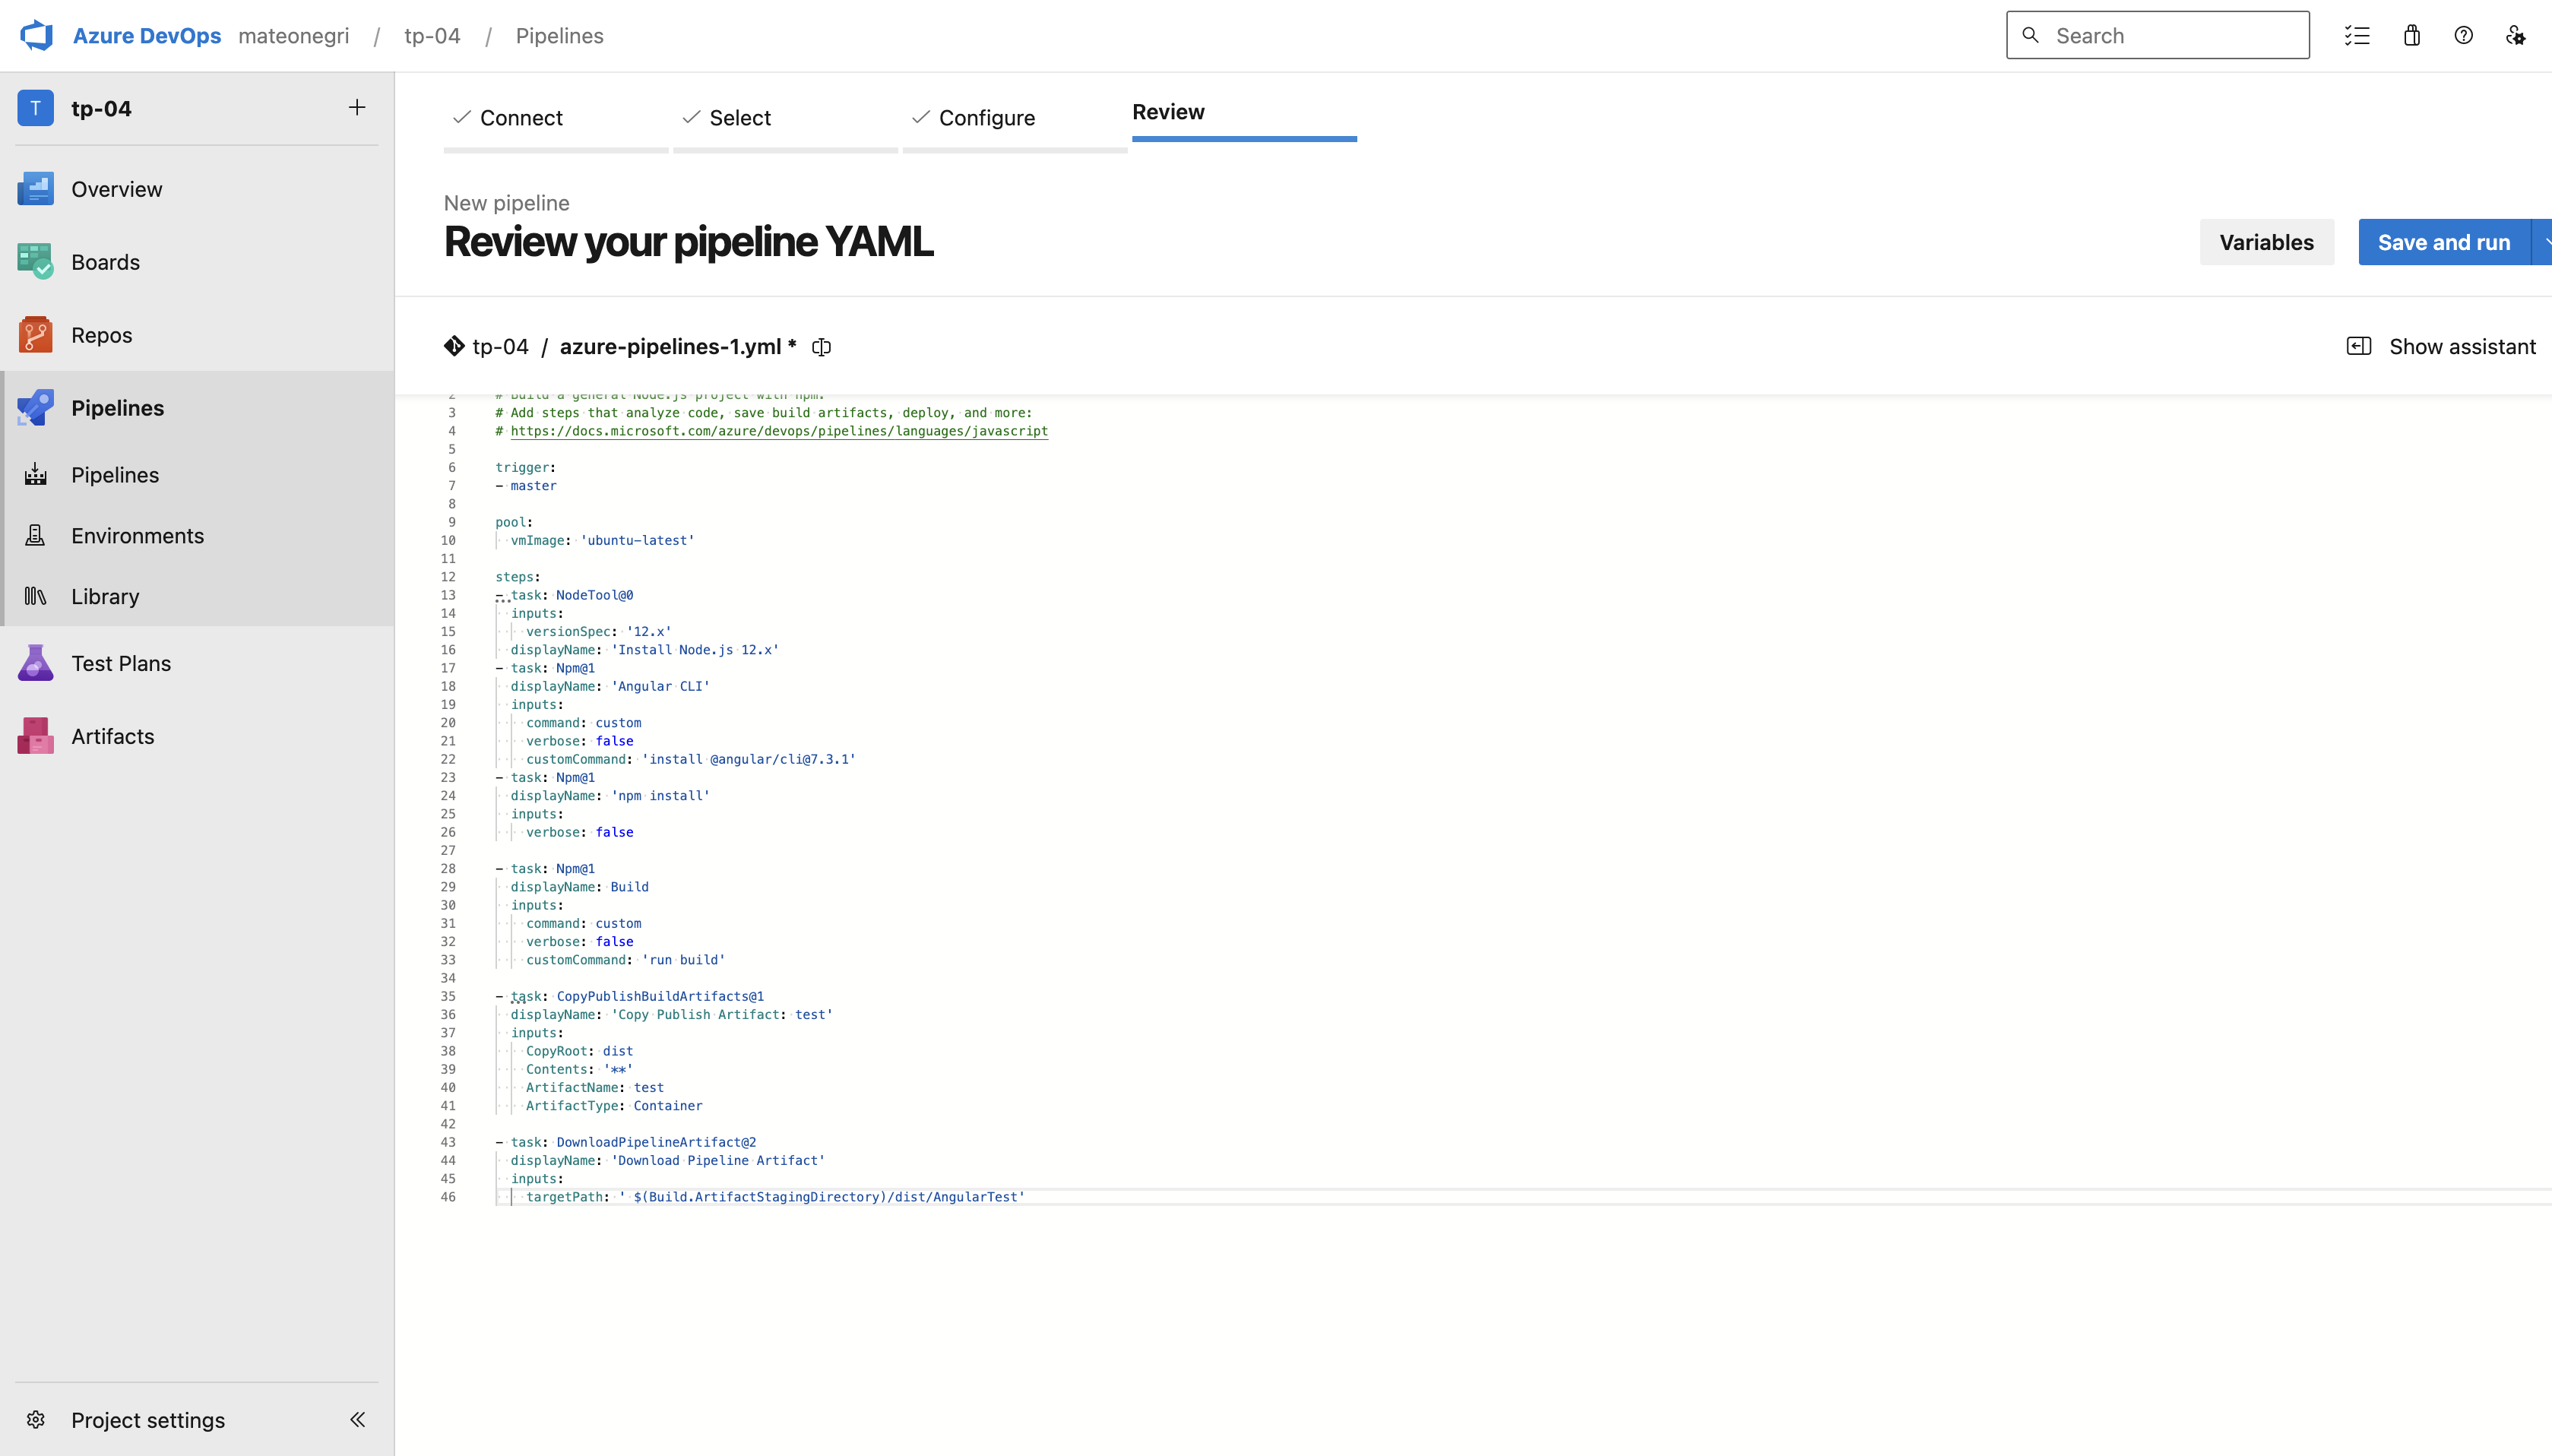 Azure DevOps mateonegri / tp-04 / Pipelines
Search
T tp-04
Overview
Boards
Repos
Pipelines
Pipelines
Environments
Library
Test Plans
Artifacts
Project settings
Connect
Select
Configure
Review
New pipeline
Review your pipeline YAML
Variables
Save and run
tp-04 / azure-pipelines-1.yml *
Show assistant
2 # Build a general Node.js project with npm.
3 # Add steps that analyze code, save build artifacts, deploy, and more:
4 # https://docs.microsoft.com/azure/devops/pipelines/languages/javascript
5
6 trigger:
7 - master
8
9 pool:
10   vmImage: 'ubuntu-latest'
11
12 steps:
13 - task: NodeTool@0
14   inputs:
15     versionSpec: '12.x'
16   displayName: 'Install Node.js 12.x'
17 - task: Npm@1
18   displayName: 'Angular CLI'
19   inputs:
20     command: custom
21     verbose: false
22     customCommand: 'install @angular/cli@7.3.1'
23 - task: Npm@1
24   displayName: 'npm install'
25   inputs:
26     verbose: false
27
28 - task: Npm@1
29   displayName: Build
30   inputs:
31     command: custom
32     verbose: false
33     customCommand: 'run build'
34
35 - task: CopyPublishBuildArtifacts@1
36   displayName: 'Copy Publish Artifact: test'
37   inputs:
38     CopyRoot: dist
39     Contents: '**'
40     ArtifactName: test
41     ArtifactType: Container
42
43 - task: DownloadPipelineArtifact@2
44   displayName: 'Download Pipeline Artifact'
45   inputs:
46     targetPath: ' $(Build.ArtifactStagingDirectory)/dist/AngularTest'